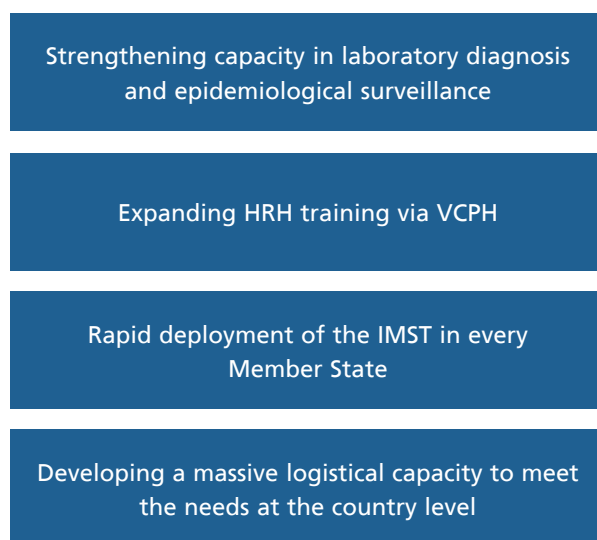 Strengthening capacity in laboratory diagnosis
and epidemiological surveillance
Expanding HRH training via VCPH
Rapid deployment of the IMST in every
Member State
Developing a massive logistical capacity to meet
the needs at the country level